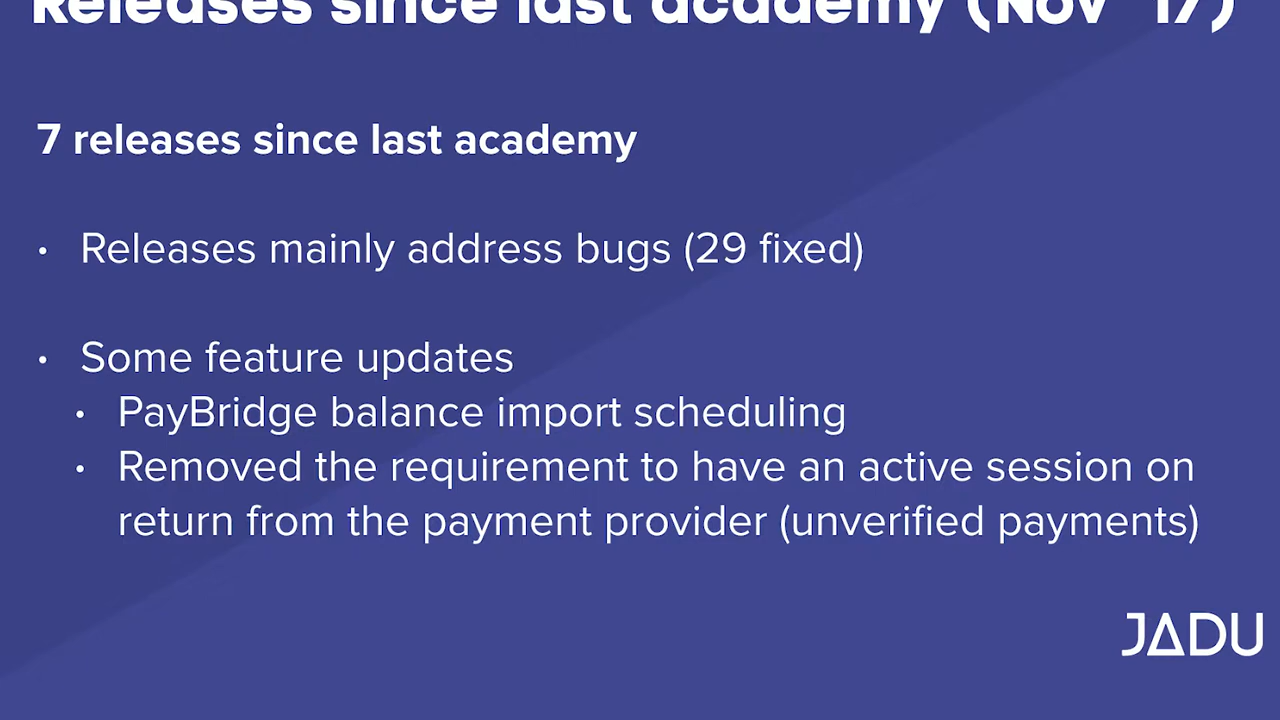 Releases since last academy (Nov '17)
7 releases since last academy
• Releases mainly address bugs (29 fixed)
• Some feature updates
• PayBridge balance import scheduling
• Removed the requirement to have an active session on
return from the payment provider (unverified payments)
JADU